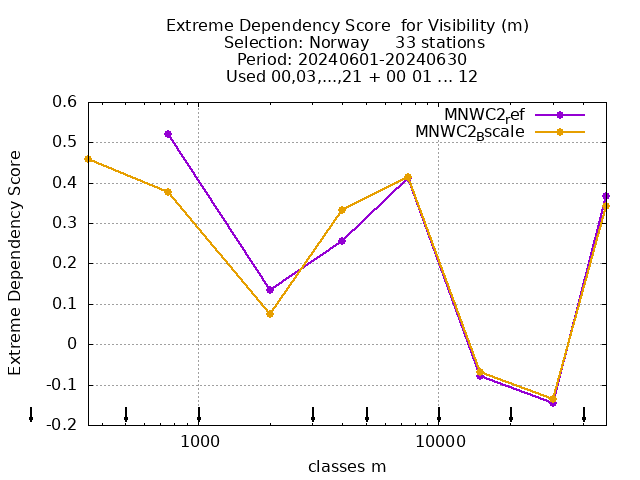 Extreme Dependency Score  for Visibility (m)
Selection: Norway     33 stations
Period: 20240601-20240630
Used 00,03,...,21 + 00 01 ... 12
MNWC2ref
MNWC2Bscale
Extreme Dependency Score
0.6
0.5
0.4
0.3
0.2
0.1
0
-0.1
-0.2
1000
10000
classes m